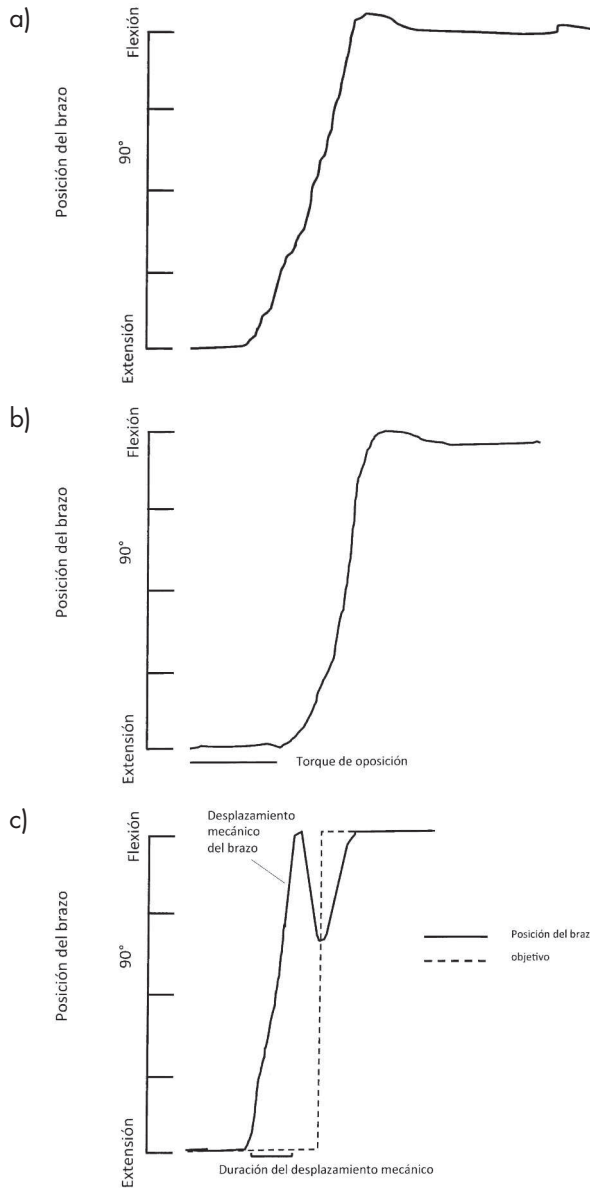 a)
Flexión
90°
Posición del brazo
Extensión
b)
Flexión
90°
Posición del brazo
Extensión
Torque de oposición
c)
Desplazamiento
mecánico
del brazo
Flexión
90°
Posición del brazo
Extensión
Posición del braz
objetivo
Duración del desplazamiento mecánico